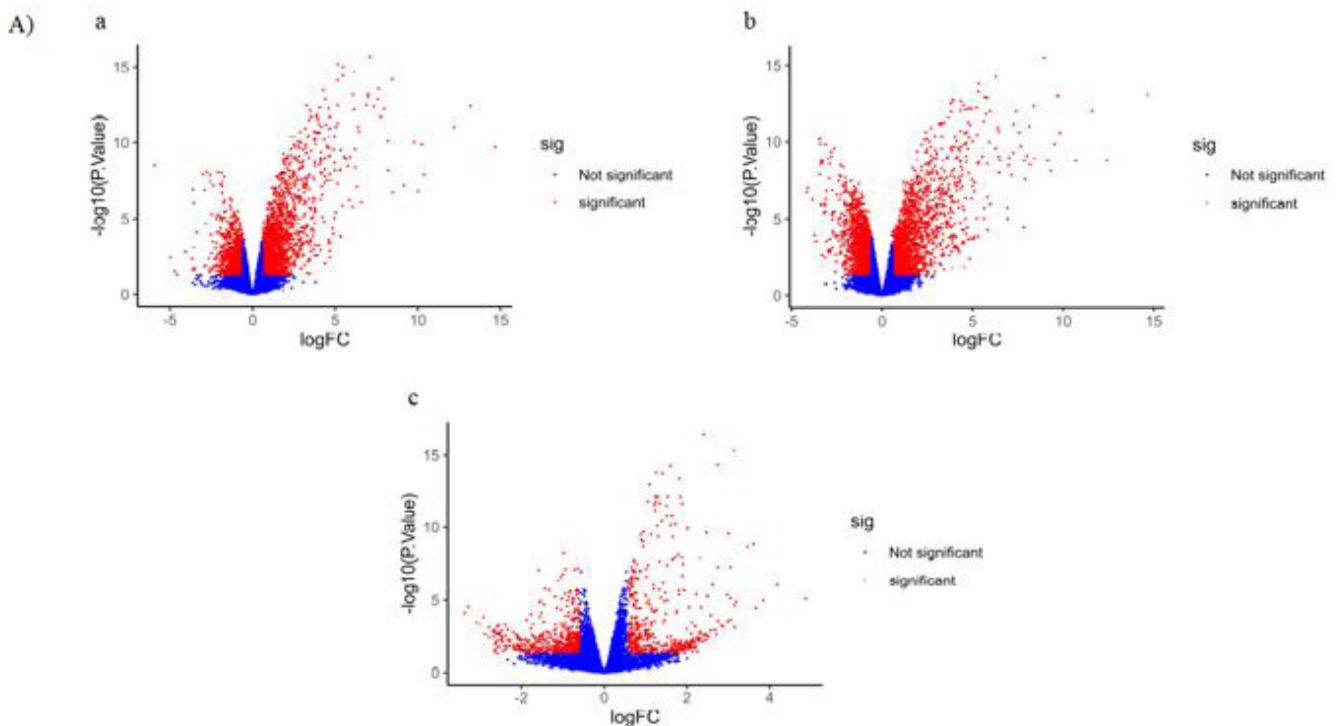 A)
a
-log10(P.Value)
15
10
5
0
-5 0 5 10 15
logFC
sig
Not significant
significant
b
-log10(P.Value)
15
10
5
0
-5 0 5 10 15
logFC
sig
Not significant
significant
c
-log10(P.Value)
15
10
5
0
-2 0 2 4
logFC
sig
Not significant
significant